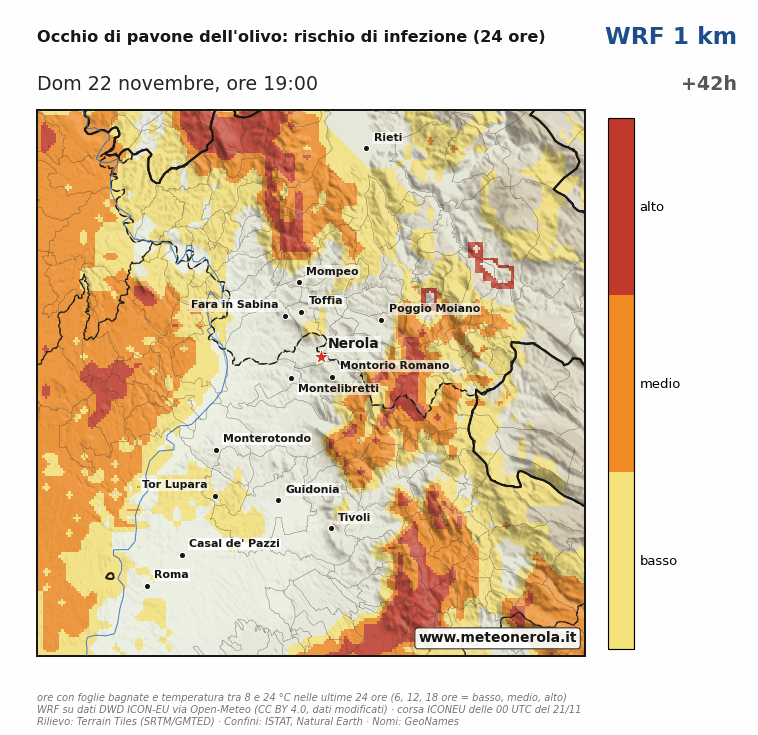 Occhio di pavone dell'olivo: rischio di infezione (24 ore)
WRF 1 km
Dom 22 novembre, ore 19:00
+42h
Rieti
alto
Mompeo
Toffia
Fara in Sabina
Poggio Moiano
Nerola
Montorio Romano
Montelibretti
medio
Monterotondo
Tor Lupara
Guidonia
Tivoli
Casal de' Pazzi
basso
Roma
www.meteonerola.it
ore con foglie bagnate e temperatura tra 8 e 24 °C nelle ultime 24 ore (6, 12, 18 ore = basso, medio, alto)
WRF su dati DWD ICON-EU via Open-Meteo (CC BY 4.0, dati modificati) · corsa ICONEU delle 00 UTC del 21/11
Rilievo: Terrain Tiles (SRTM/GMTED) · Confini: ISTAT, Natural Earth · Nomi: GeoNames